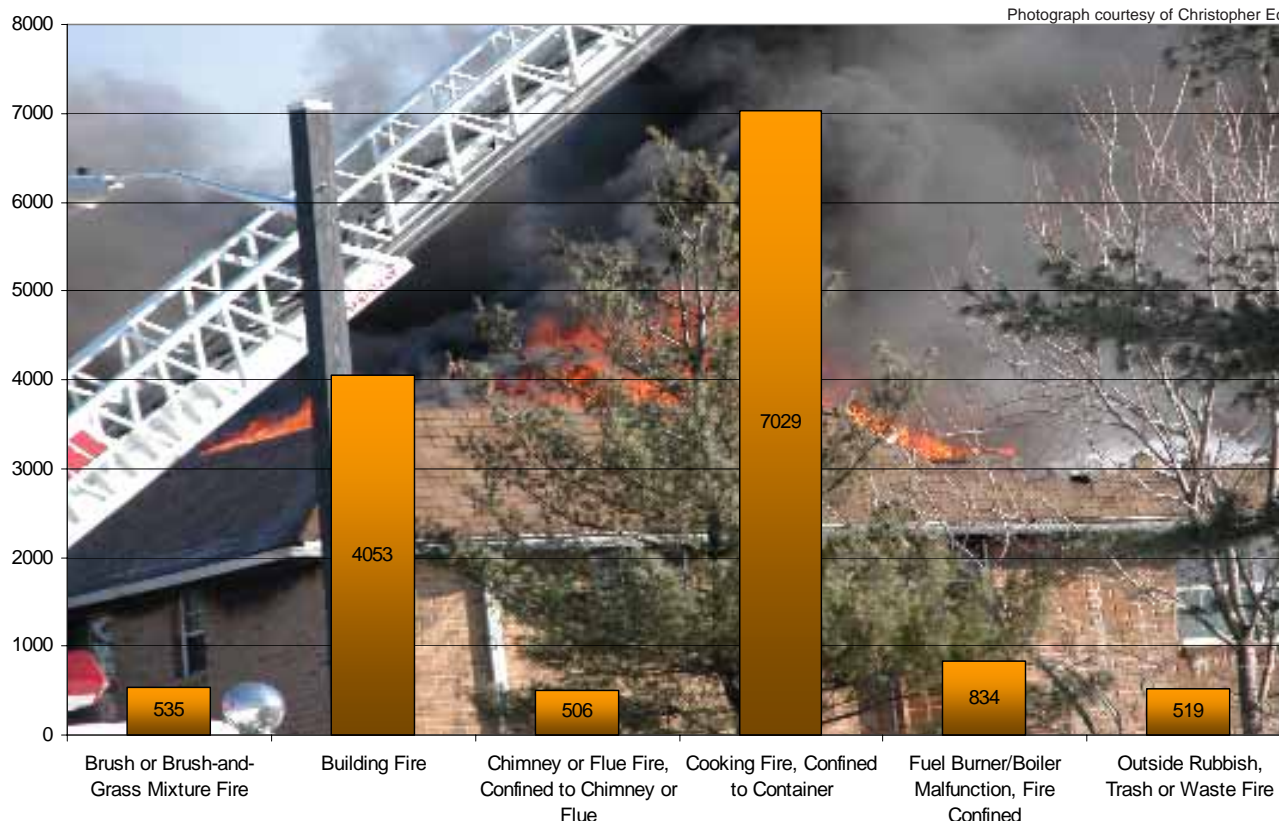 Photograph courtesy of Christopher
8000
7000
6000
5000
4000
3000
2000
1000
0
535
4053
506
7029
834
519
Brush or Brush-and-
Grass Mixture Fire
Building Fire
Chimney or Flue Fire,
Confined to Chimney or
Flue
Cooking Fire, Confined
to Container
Fuel Burner/Boiler
Malfunction, Fire
Confined
Outside Rubbish,
Trash or Waste Fire